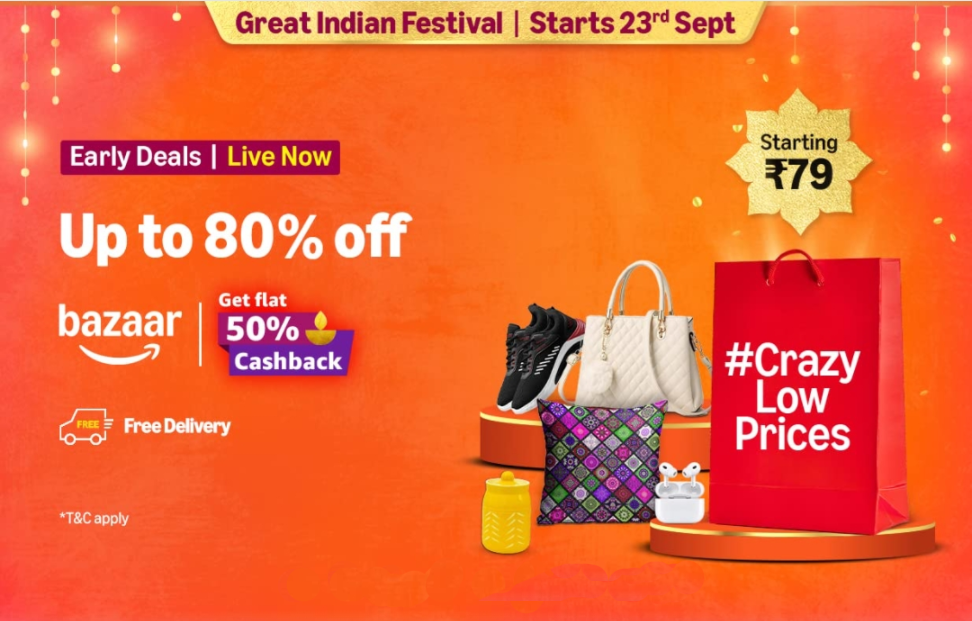 Great Indian Festival | Starts 23rd Sept
Early Deals | Live Now
Up to 80% off
bazaar
Get flat
50%
Cashback
FREE
Free Delivery
*T&C apply
Starting
₹79
#Crazy
Low
Prices